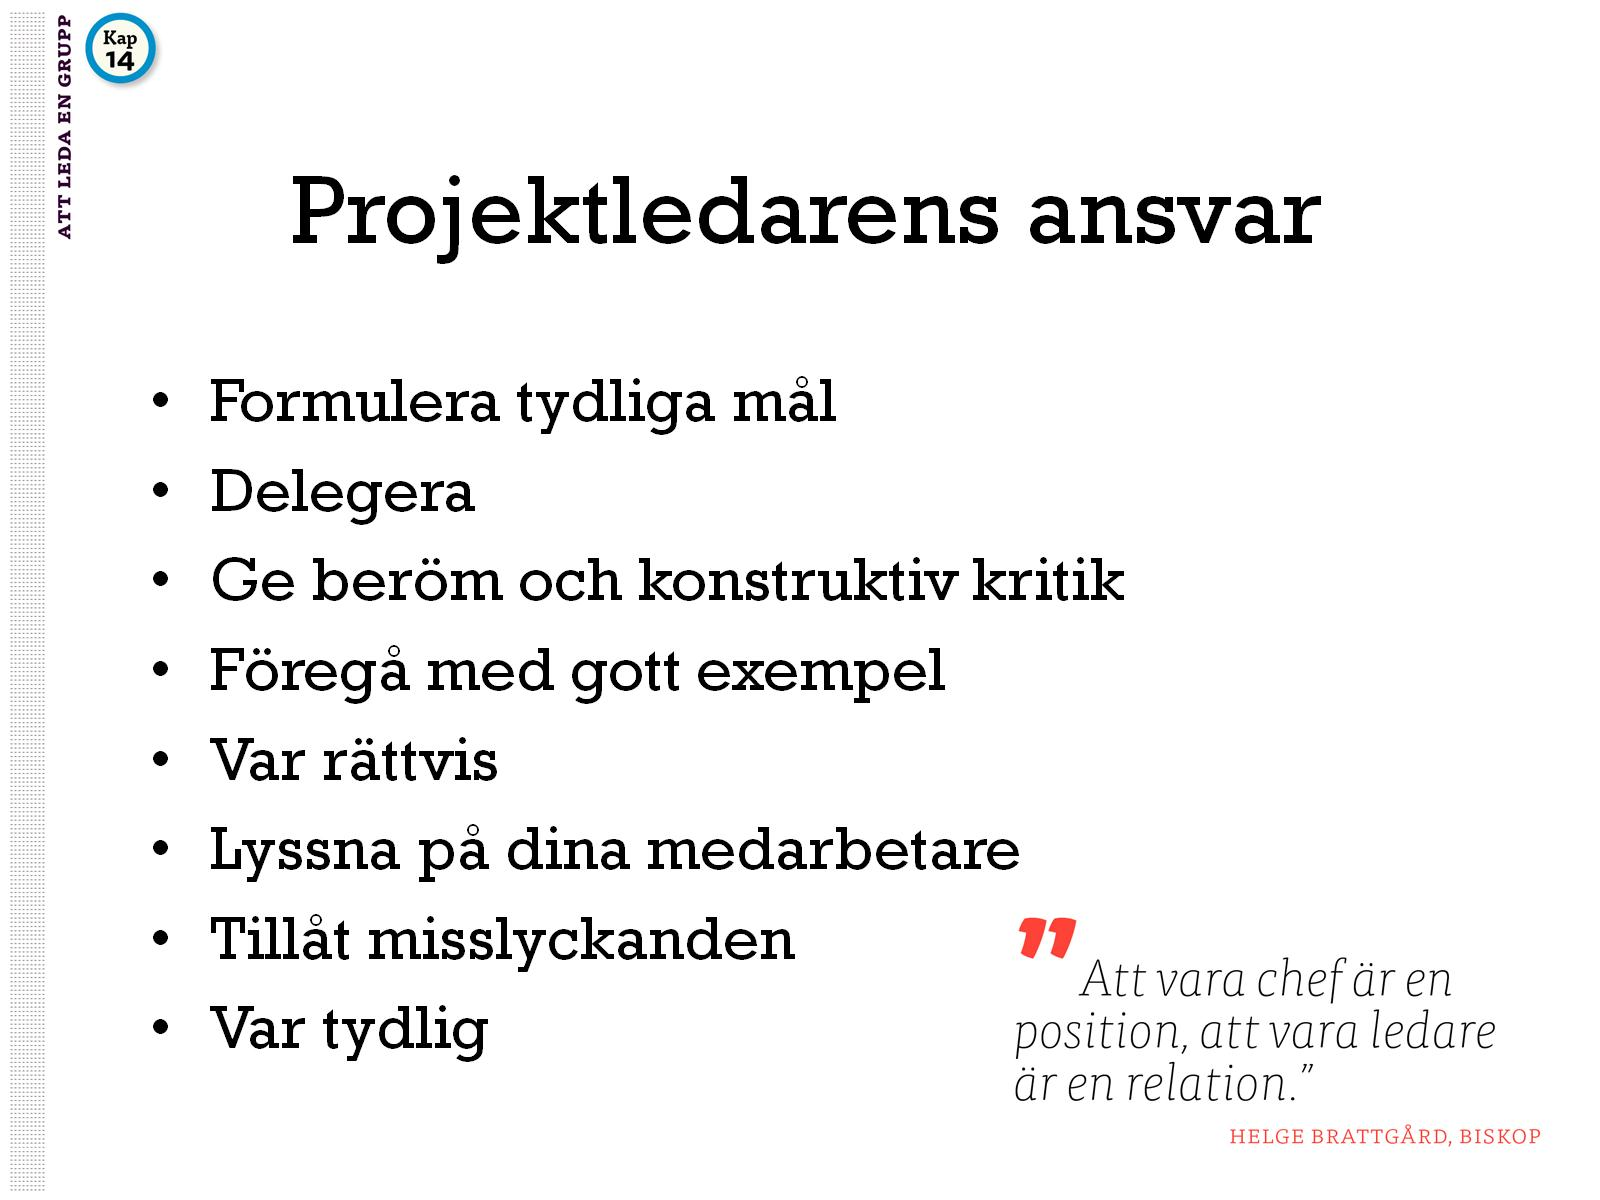 ATT LEDA EN GRUPP
Kap
14
Projektledarens ansvar
• Formulera tydliga mål
• Delegera
• Ge beröm och konstruktiv kritik
• Föregå med gott exempel
• Var rättvis
• Lyssna på dina medarbetare
• Tillåt misslyckanden
• Var tydlig
” Att vara chef är en
position, att vara ledare
är en relation.”
HELGE BRATTGÅRD, BISKOP